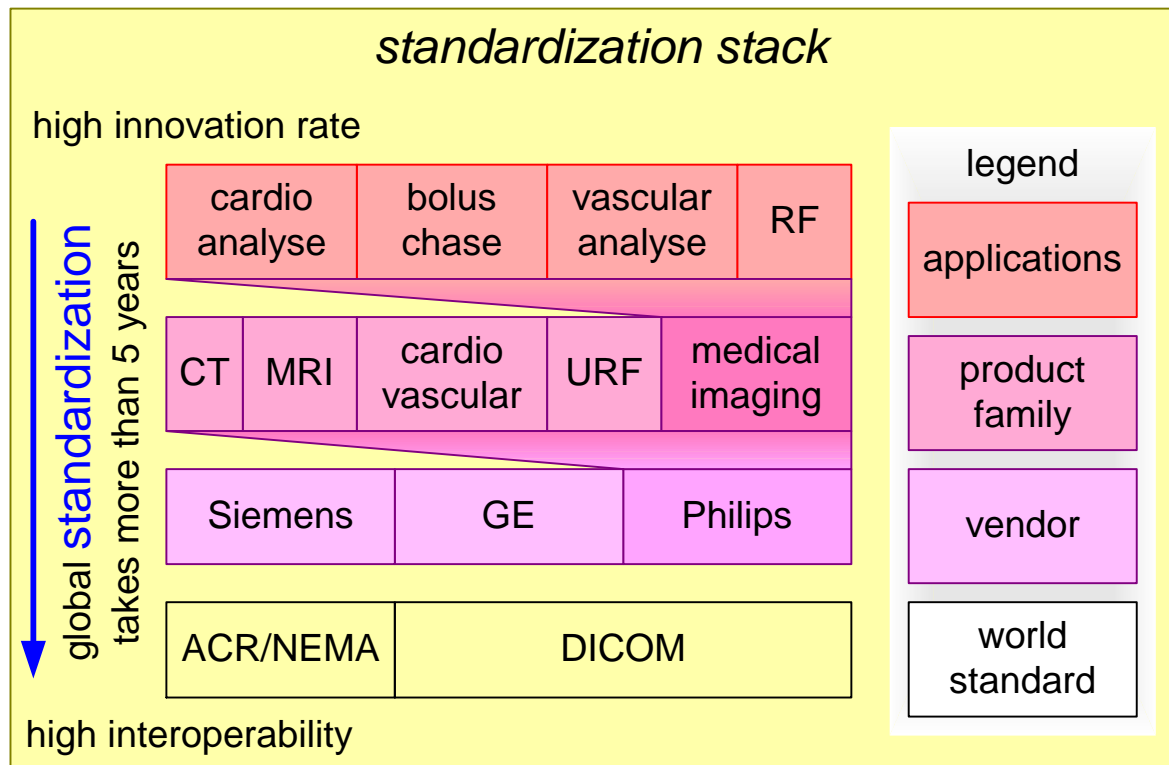 standardization stack
high innovation rate
cardio
analyse
bolus
chase
vascular
analyse
RF
CT
MRI
cardio
vascular
URF
medical
imaging
Siemens
GE
Philips
ACR/NEMA
DICOM
high interoperability
global standardization
takes more than 5 years
legend
applications
product
family
vendor
world
standard